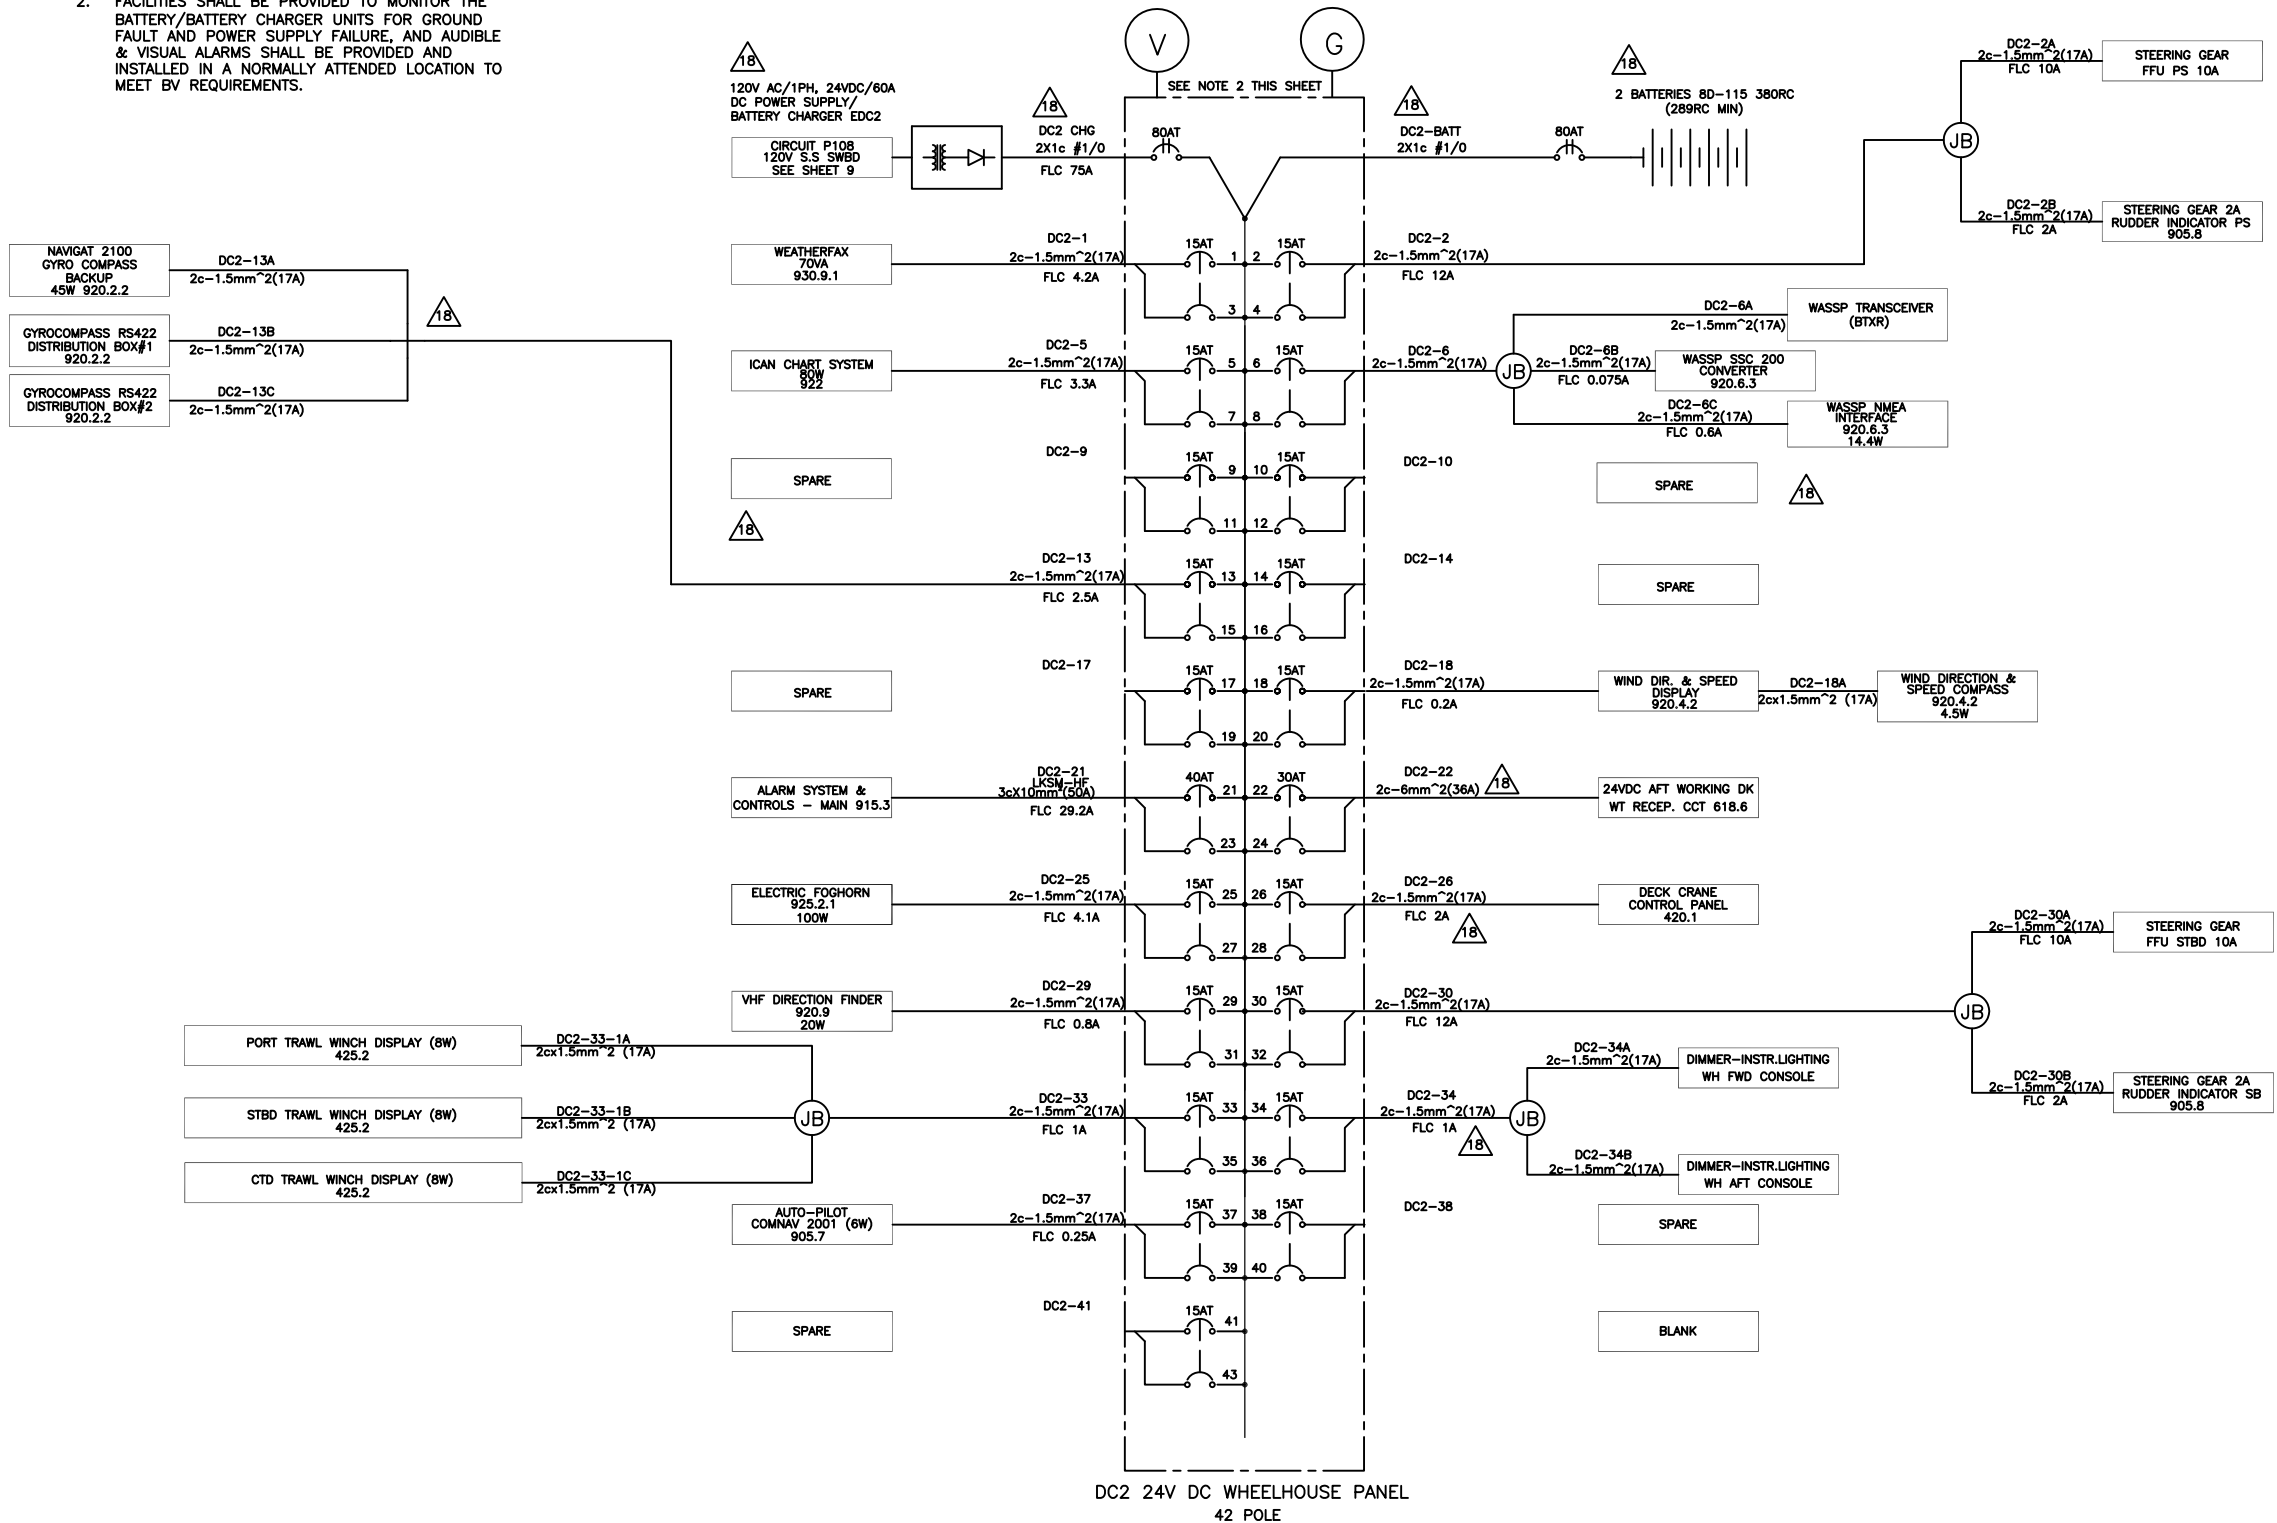 2. FACILITIES SHALL BE PROVIDED TO MONITOR THE
BATTERY/BATTERY CHARGER UNITS FOR GROUND
FAULT AND POWER SUPPLY FAILURE, AND AUDIBLE
& VISUAL ALARMS SHALL BE PROVIDED AND
INSTALLED IN A NORMALLY ATTENDED LOCATION TO
MEET BV REQUIREMENTS.
V
G
SEE NOTE 2 THIS SHEET
18
120V AC/1PH, 24VDC/60A
DC POWER SUPPLY/
BATTERY CHARGER EDC2
CIRCUIT P108
120V S.S SWBD
SEE SHEET 9
18
DC2 CHG
2X1c #1/0
FLC 75A
80AT
18
DC2-BATT
2X1c #1/0
80AT
18
2 BATTERIES 8D-115 380RC
(289RC MIN)
DC2-2A
2c-1.5mm^2(17A)
FLC 10A
STEERING GEAR
FFU PS 10A
JB
DC2-2B
2c-1.5mm^2(17A)
FLC 2A
STEERING GEAR 2A
RUDDER INDICATOR PS
905.8
NAVIGAT 2100
GYRO COMPASS
BACKUP
45W 920.2.2
DC2-13A
2c-1.5mm^2(17A)
GYROCOMPASS RS422
DISTRIBUTION BOX#1
920.2.2
DC2-13B
2c-1.5mm^2(17A)
GYROCOMPASS RS422
DISTRIBUTION BOX#2
920.2.2
DC2-13C
2c-1.5mm^2(17A)
18
WEATHERFAX
70VA
930.9.1
DC2-1
2c-1.5mm^2(17A)
FLC 4.2A
15AT 1 2 15AT
3 4
DC2-2
2c-1.5mm^2(17A)
FLC 12A
ICAN CHART SYSTEM
80W
922
DC2-5
2c-1.5mm^2(17A)
FLC 3.3A
15AT 5 6 15AT
7 8
DC2-6
2c-1.5mm^2(17A)
JB
DC2-6A
2c-1.5mm^2(17A)
WASSP TRANSCEIVER
(BTXR)
DC2-6B
2c-1.5mm^2(17A)
FLC 0.075A
WASSP SSC 200
CONVERTER
920.6.3
DC2-6C
2c-1.5mm^2(17A)
FLC 0.6A
WASSP NMEA
INTERFACE
920.6.3
14.4W
SPARE
DC2-9
15AT 9 10 15AT
11 12
DC2-10
SPARE
18
18
DC2-13
2c-1.5mm^2(17A)
FLC 2.5A
15AT 13 14 15AT
15 16
DC2-14
SPARE
SPARE
DC2-17
15AT 17 18 15AT
19 20
DC2-18
2c-1.5mm^2(17A)
FLC 0.2A
WIND DIR. & SPEED
DISPLAY
920.4.2
DC2-18A
2cx1.5mm^2 (17A)
WIND DIRECTION &
SPEED COMPASS
920.4.2
4.5W
ALARM SYSTEM &
CONTROLS - MAIN 915.3
DC2-21
LKSM-HF
3cX10mm²(50A)
FLC 29.2A
40AT 21 22 30AT
23 24
DC2-22
2c-6mm^2(36A)
18
24VDC AFT WORKING DK
WT RECEP. CCT 618.6
ELECTRIC FOGHORN
925.2.1
100W
DC2-25
2c-1.5mm^2(17A)
FLC 4.1A
15AT 25 26 15AT
27 28
DC2-26
2c-1.5mm^2(17A)
FLC 2A
18
DECK CRANE
CONTROL PANEL
420.1
VHF DIRECTION FINDER
920.9
20W
DC2-29
2c-1.5mm^2(17A)
FLC 0.8A
15AT 29 30 15AT
31 32
DC2-30
2c-1.5mm^2(17A)
FLC 12A
JB
DC2-30A
2c-1.5mm^2(17A)
FLC 10A
STEERING GEAR
FFU STBD 10A
DC2-30B
2c-1.5mm^2(17A)
FLC 2A
STEERING GEAR 2A
RUDDER INDICATOR SB
905.8
PORT TRAWL WINCH DISPLAY (8W)
425.2
DC2-33-1A
2cx1.5mm^2 (17A)
STBD TRAWL WINCH DISPLAY (8W)
425.2
DC2-33-1B
2cx1.5mm^2 (17A)
CTD TRAWL WINCH DISPLAY (8W)
425.2
DC2-33-1C
2cx1.5mm^2 (17A)
JB
DC2-33
2c-1.5mm^2(17A)
FLC 1A
15AT 33 34 15AT
35 36
DC2-34
2c-1.5mm^2(17A)
FLC 1A
18
JB
DC2-34A
2c-1.5mm^2(17A)
DIMMER-INSTR.LIGHTING
WH FWD CONSOLE
DC2-34B
2c-1.5mm^2(17A)
DIMMER-INSTR.LIGHTING
WH AFT CONSOLE
AUTO-PILOT
COMNAV 2001 (6W)
905.7
DC2-37
2c-1.5mm^2(17A)
FLC 0.25A
15AT 37 38 15AT
39 40
DC2-38
SPARE
SPARE
DC2-41
15AT 41
43
BLANK
DC2 24V DC WHEELHOUSE PANEL
42 POLE